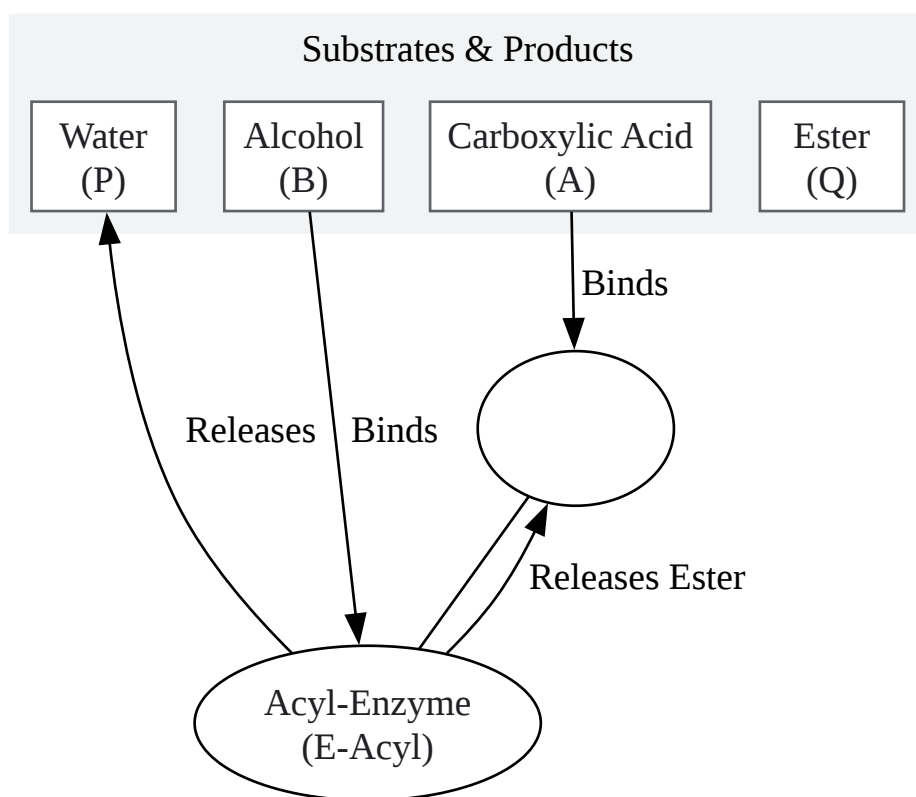 Substrates & Products
Water
(P)
Alcohol
(B)
Carboxylic Acid
(A)
Ester
(Q)
Binds
Releases
Binds
Releases Ester
Acyl-Enzyme
(E-Acyl)